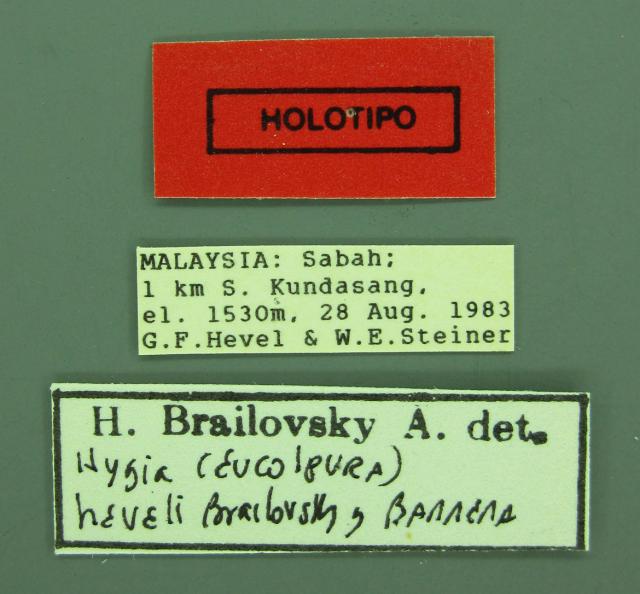 HOLOTIPO
MALAYSIA: Sabah;
1 km S. Kundasang,
el. 1530m, 28 Aug. 1983
G.F.Hevel & W.E.Steiner
H. Brailovsky A. det.
Hygia (EUCOlpURA)
hEVELi Brailovsky y BARRERA